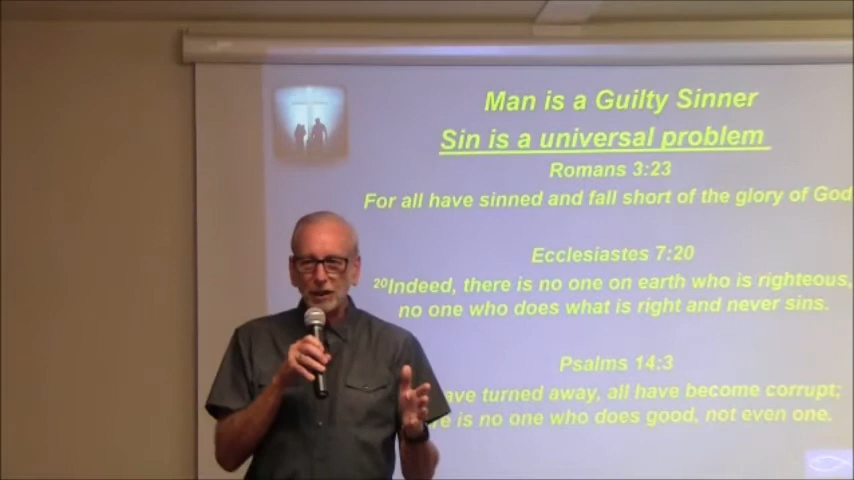 Man is a Guilty Sinner
Sin is a universal problem
Romans 3:23
For all have sinned and fall short of the glory of God
Ecclesiastes 7:20
20Indeed, there is no one on earth who is righteous,
no one who does what is right and never sins.
Psalms 14:3
ave turned away, all have become corrupt;
e is no one who does good, not even one.